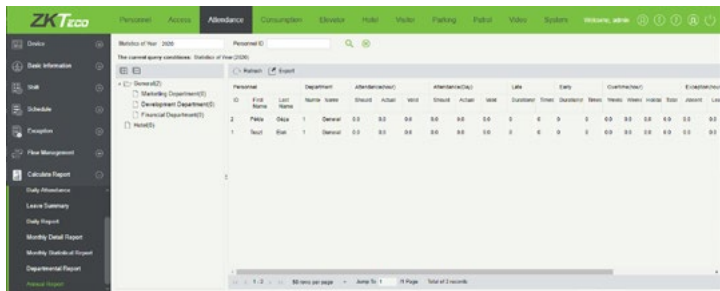 ZKTECO Personnel Access Attendance Consumption Elevator Hotel Visitor Parking Patrol Video System Welcome, admin
Device
Basic Information
Shift
Schedule
Exception
Flow Management
Calculate Report
Daily Attendance
Leave Summary
Daily Report
Monthly Detail Report
Monthly Statistical Report
Departmental Report
Annual Report
Statistics of Year 2020 Personnel ID
The current query conditions: Statistics of Year:(2020)
General(2)
Marketing Department(0)
Development Department(0)
Financial Department(0)
Hotel(0)
Refresh Export
Personnel Department Attendance(hour) Attendance(Day) Late Early Overtime(hour) Exception(hour)
ID First Name Last Name Name Should Actual Valid Should Actual Valid Times Times Total Absent
2 1 General 0.0 0.0 0.0 0.0 0.0 0.0 0 0 0 0 0.0 0.0 0.0 0.0 0.0
1 1 General 0.0 0.0 0.0 0.0 0.0 0.0 0 0 0 0 0.0 0.0 0.0 0.0 0.0
1-2 50 rows per page Jump To 1 /1 Page Total of 2 records